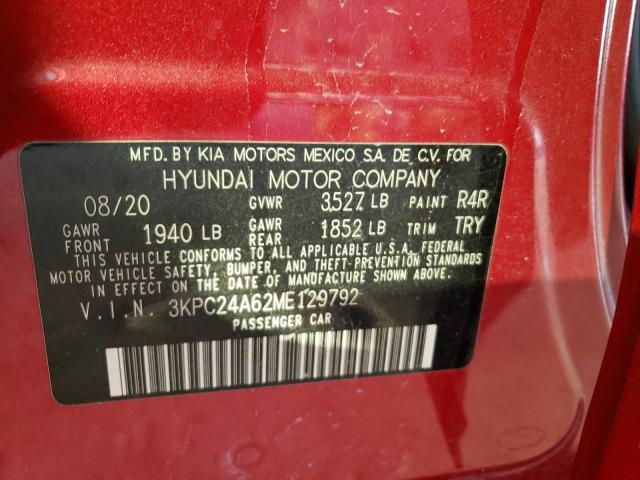 MFD. BY KIA MOTORS MEXICO S.A. DE C.V. FOR
HYUNDAI MOTOR COMPANY
08/20 GVWR 3527 LB PAINT R4R
GAWR FRONT 1940 LB GAWR REAR 1852 LB TRIM TRY
THIS VEHICLE CONFORMS TO ALL APPLICABLE U.S.A. FEDERAL
MOTOR VEHICLE SAFETY, BUMPER, AND THEFT PREVENTION STANDARDS
IN EFFECT ON THE DATE OF MANUFACTURE SHOWN ABOVE.
V.I.N. 3KPC24A62ME129792
PASSENGER CAR